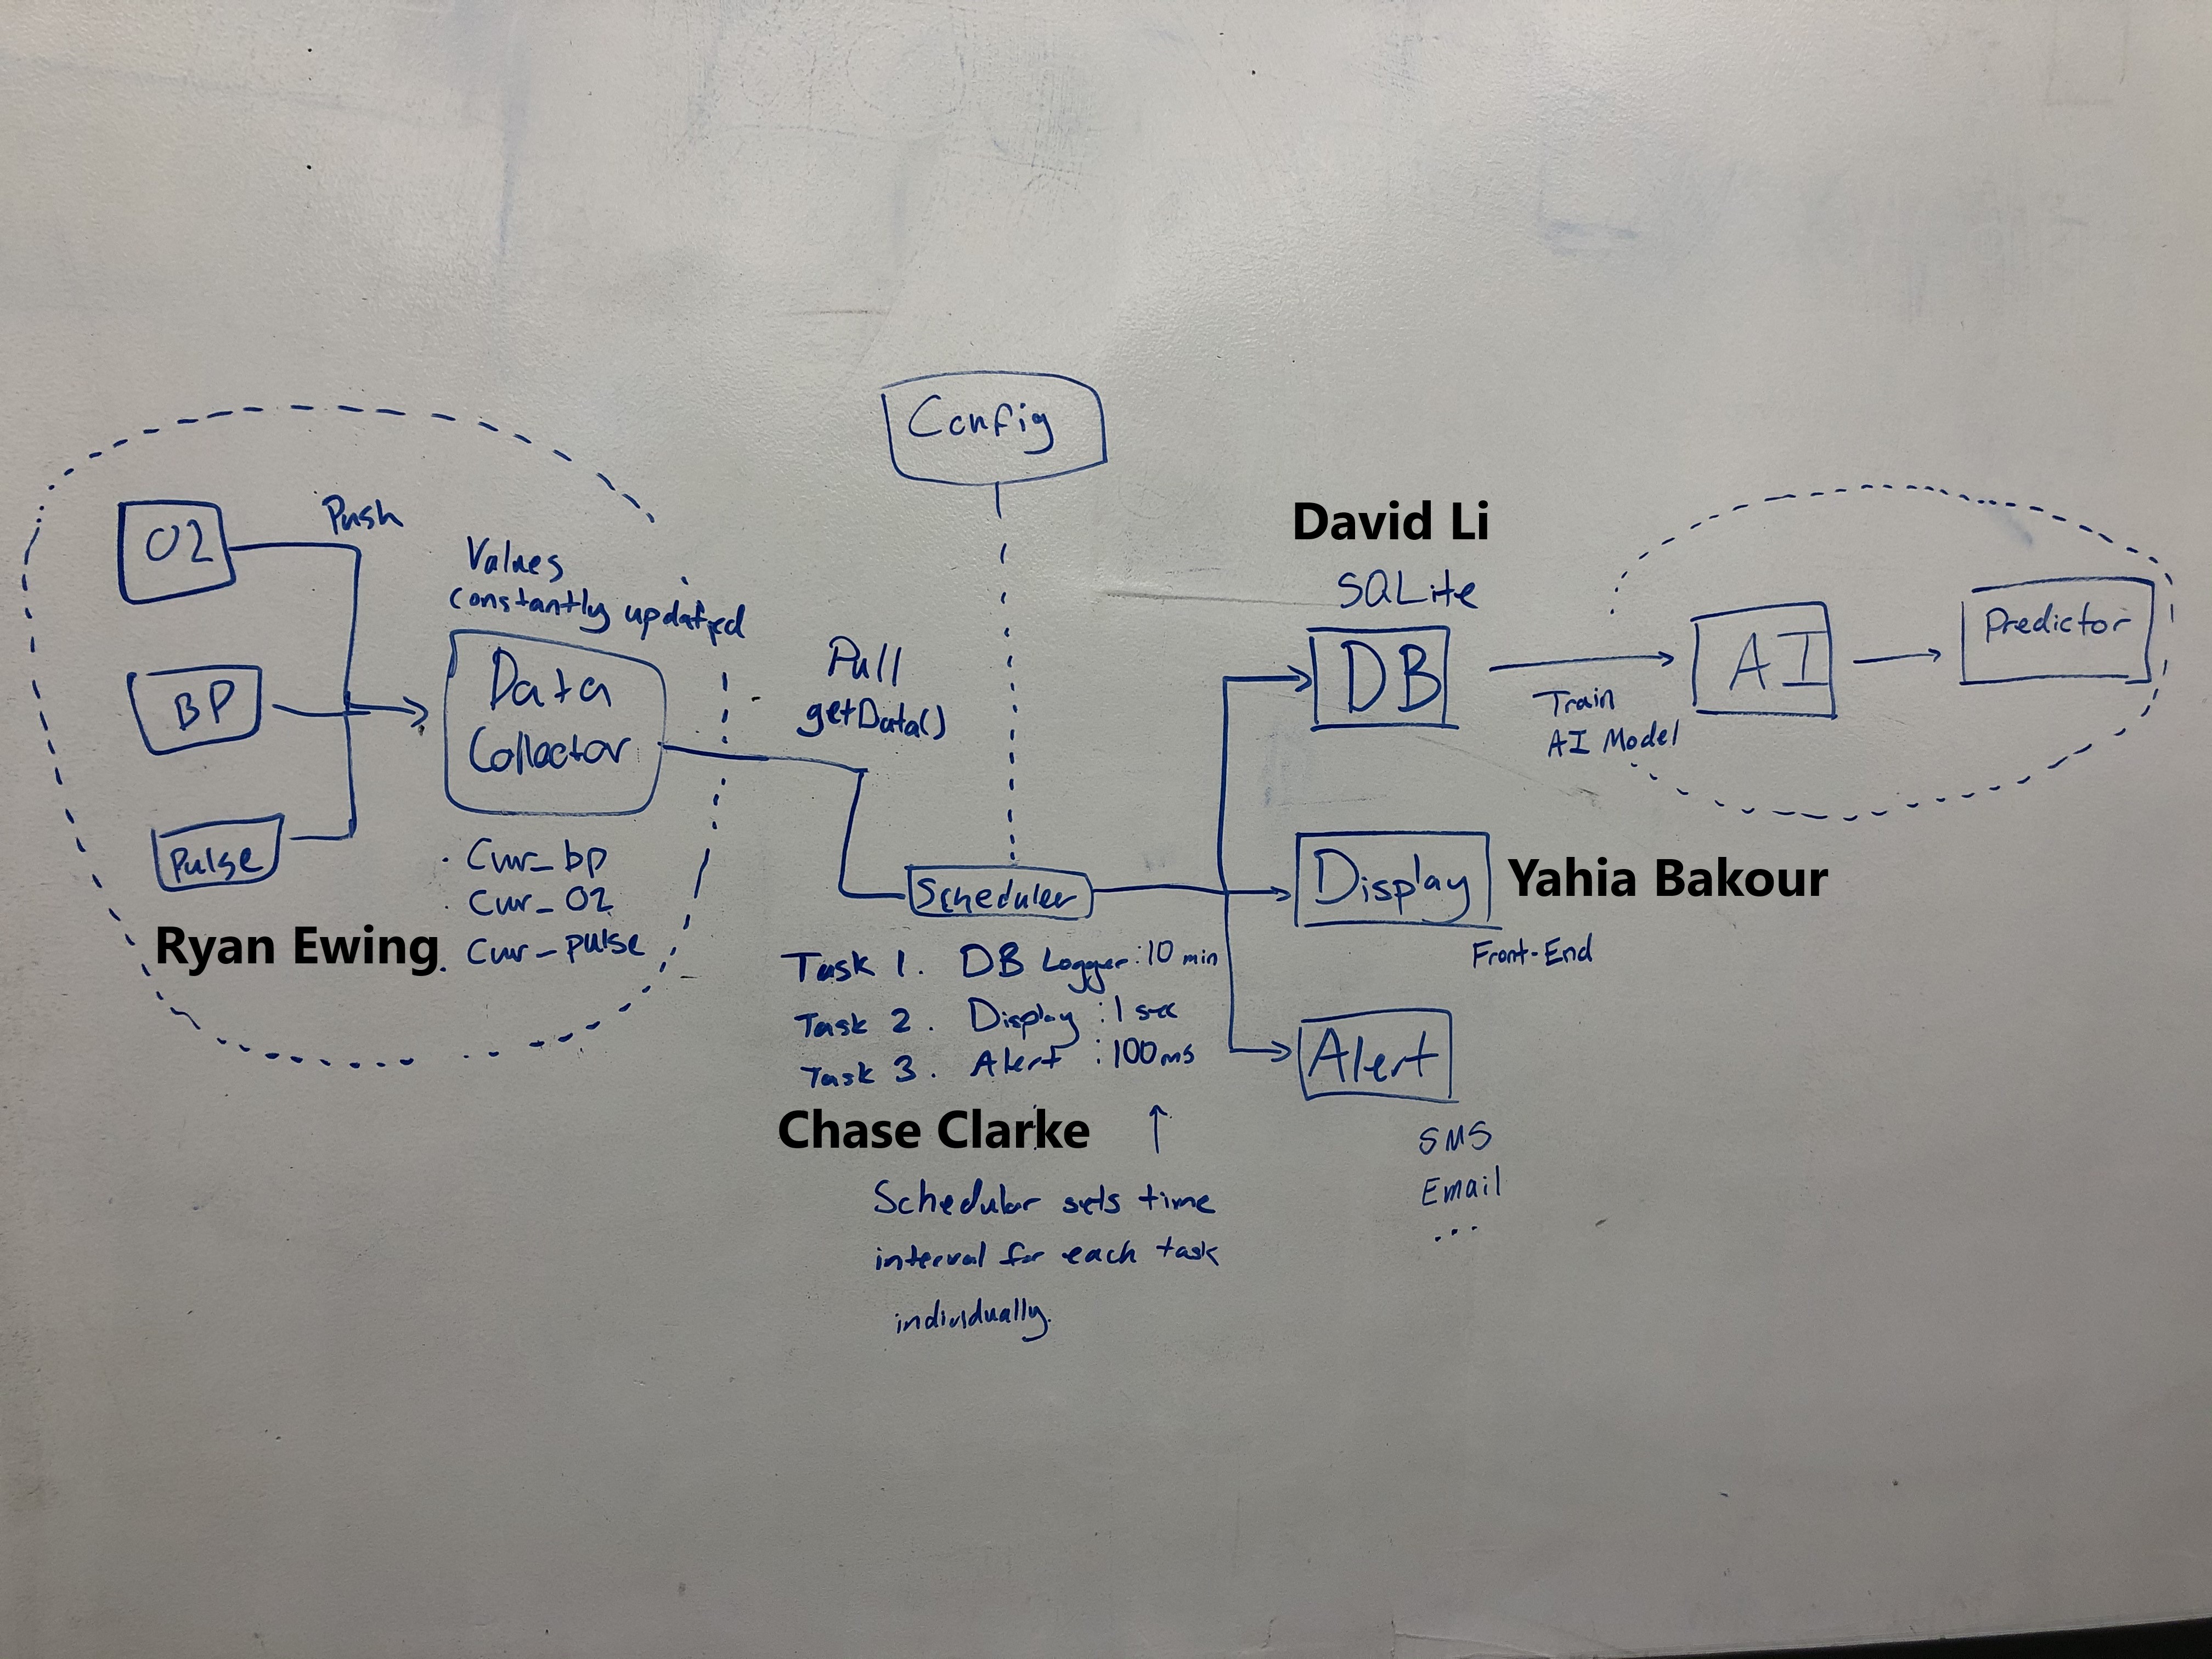 Config
O2
Push
Values
constantly updated
BP
Data
Collector
Pulse
· Cur_bp
· Cur_O2
· Cur_pulse
Ryan Ewing
Pull
getData()
Scheduler
Task 1. DB Logger: 10 min
Task 2. Display : 1 sec
Task 3. Alert : 100ms
Chase Clarke
↑
Schedular sets time
interval for each task
individually.
David Li
SQLite
DB
Train
AI Model
AI
Predictor
Display
Yahia Bakour
Front-End
Alert
SMS
Email
...